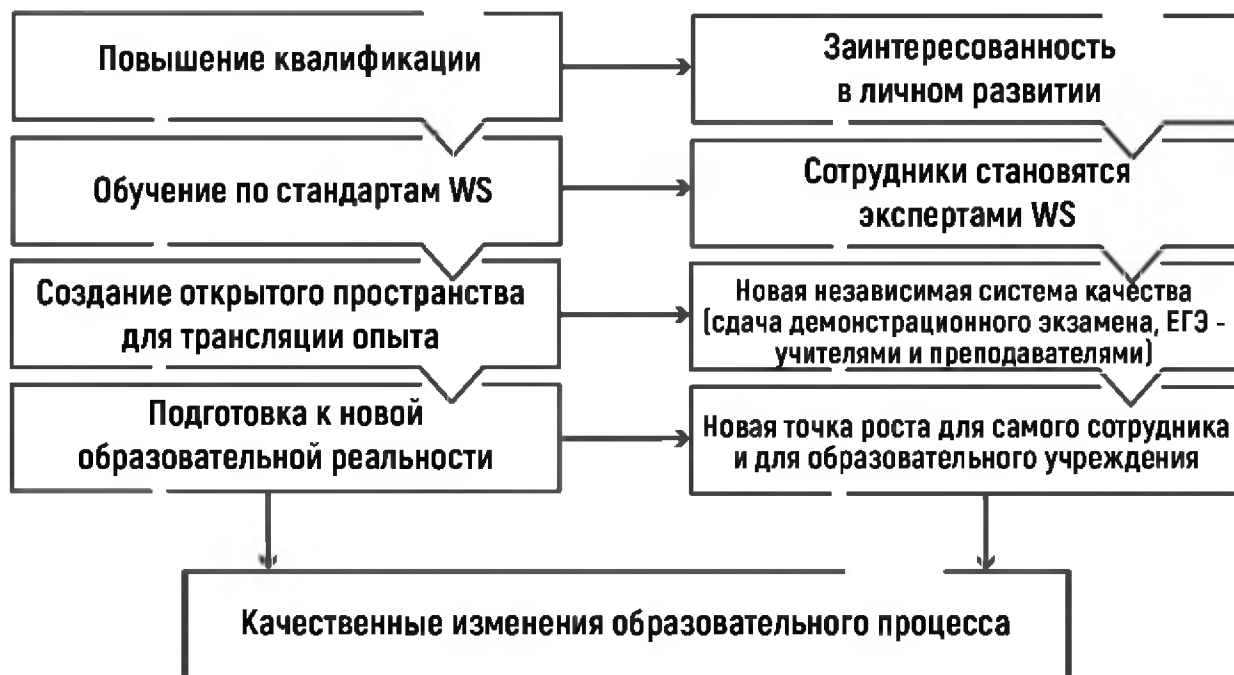 Повышение квалификации
Заинтересованность
в личном развитии
Обучение по стандартам WS
Сотрудники становятся
экспертами WS
Создание открытого пространства
для трансляции опыта
Новая независимая система качества
(сдача демонстрационного экзамена, ЕГЭ -
учителями и преподавателями)
Подготовка к новой
образовательной реальности
Новая точка роста для самого сотрудника
и для образовательного учреждения
Качественные изменения образовательного процесса